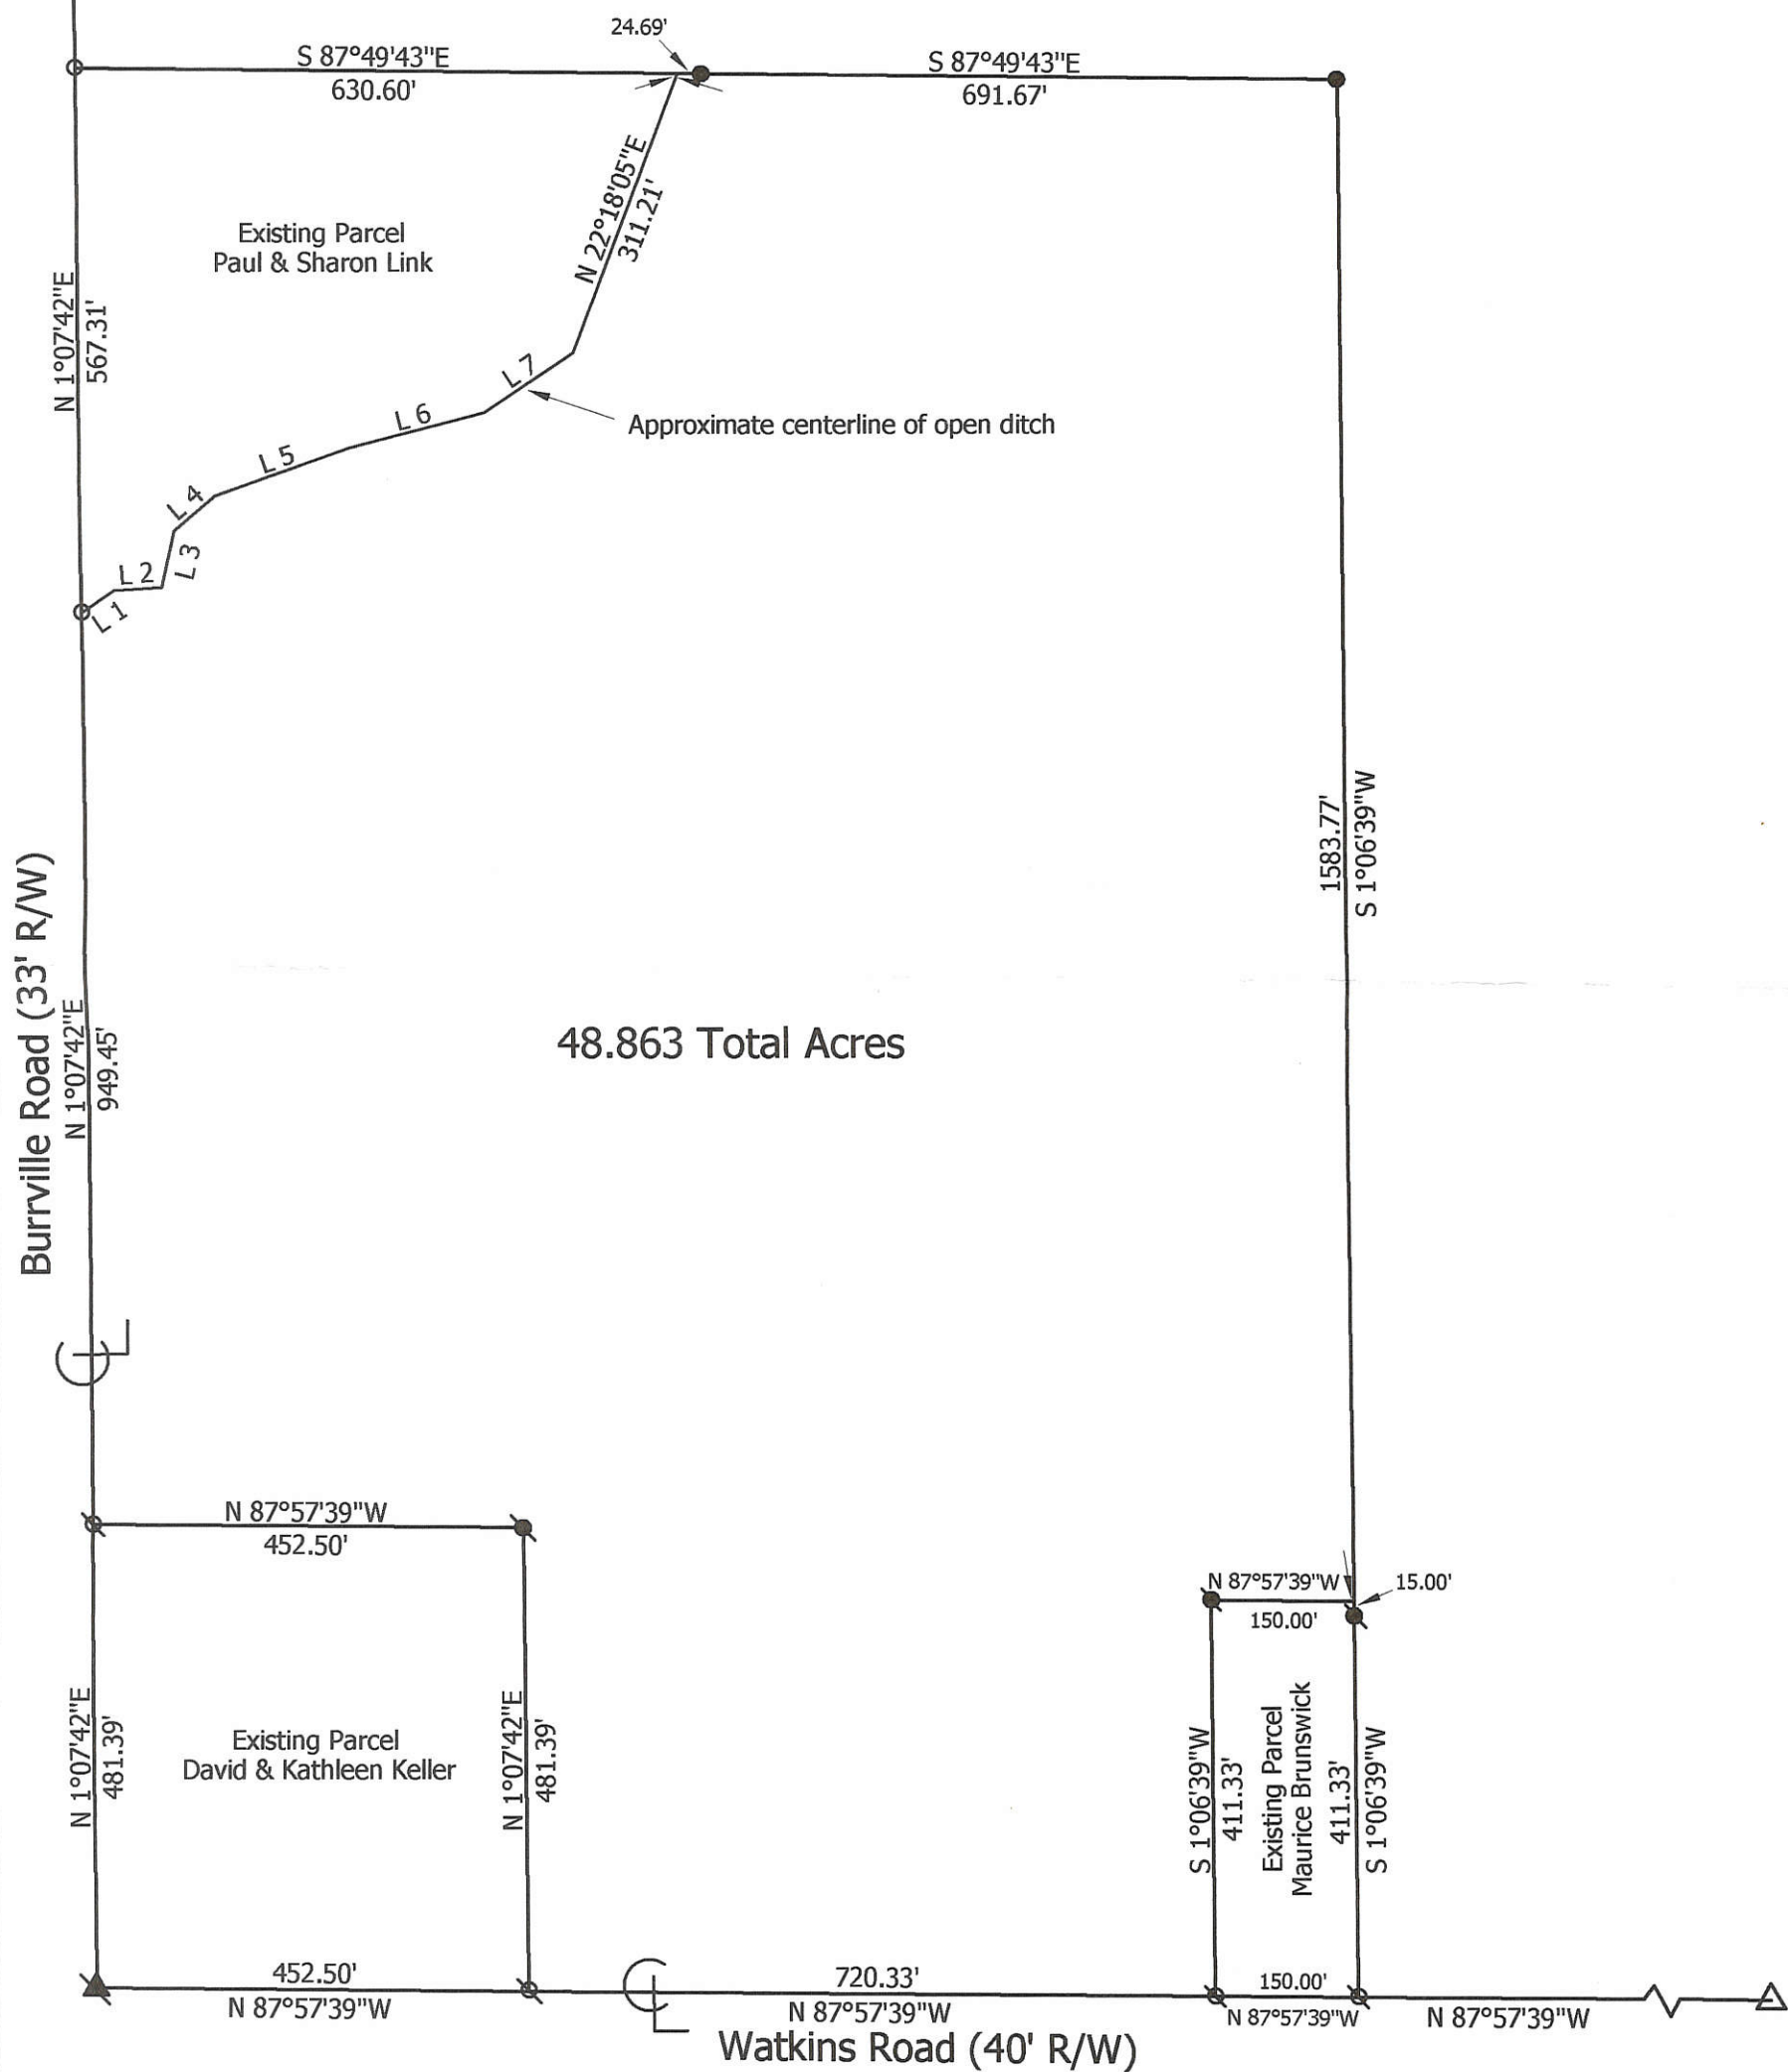 24.69'
S 87°49'43"E
630.60'
S 87°49'43"E
691.67'
N 22°18'05"E
311.21'
Existing Parcel
Paul & Sharon Link
N 1°07'42"E
567.31'
L 7
L 6
Approximate centerline of open ditch
L 5
L 4
L 3
L 2
L 1
1583.77'
S 1°06'39"W
Burrville Road (33' R/W)
N 1°07'42"E
949.45'
48.863 Total Acres
N 87°57'39"W
452.50'
N 87°57'39"W
15.00'
150.00'
N 1°07'42"E
481.39'
Existing Parcel
David & Kathleen Keller
N 1°07'42"E
481.39'
S 1°06'39"W
411.33'
Existing Parcel
Maurice Brunswick
411.33'
S 1°06'39"W
452.50'
N 87°57'39"W
720.33'
N 87°57'39"W
150.00'
N 87°57'39"W
N 87°57'39"W
Watkins Road (40' R/W)